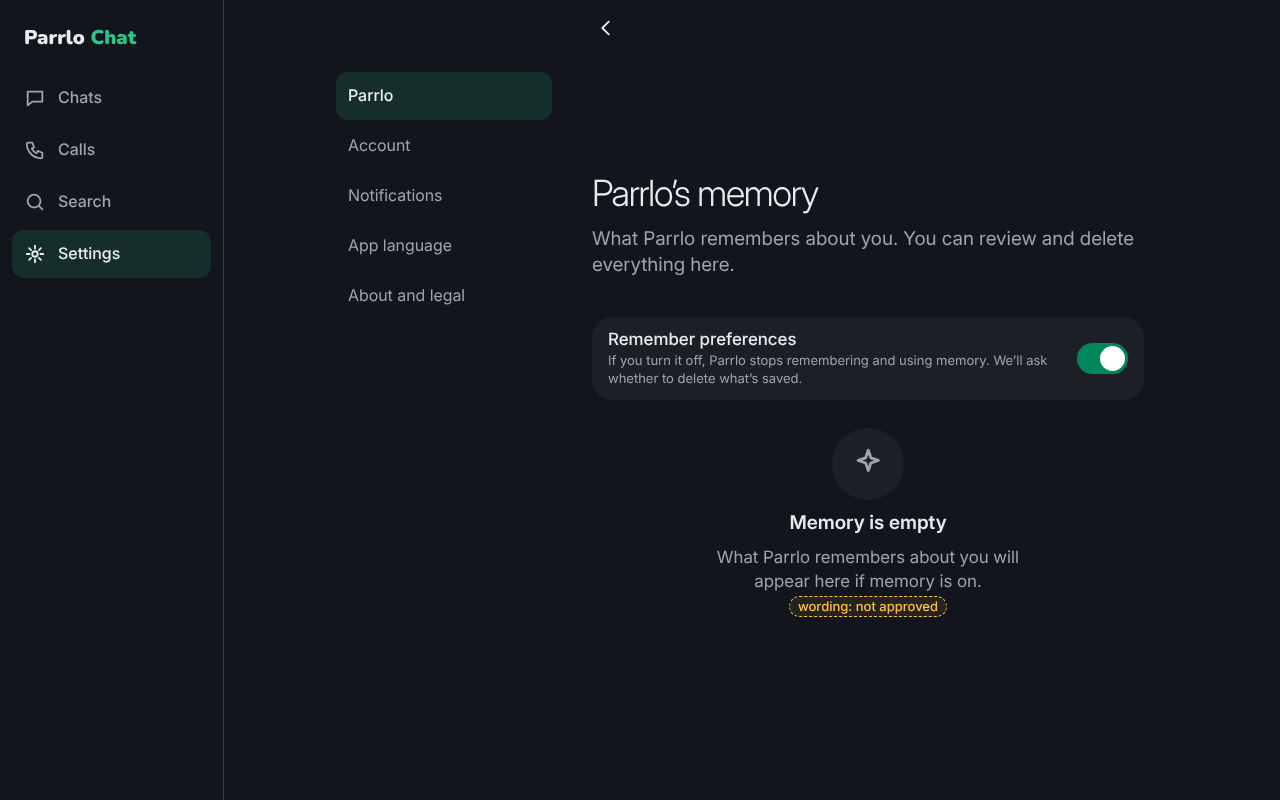 Parrlo Chat
Chats
Calls
Search
Settings
Parrlo
Account
Notifications
App language
About and legal
Parrlo’s memory
What Parrlo remembers about you. You can review and delete
everything here.
Remember preferences
If you turn it off, Parrlo stops remembering and using memory. We’ll ask
whether to delete what’s saved.
Memory is empty
What Parrlo remembers about you will
appear here if memory is on.
wording: not approved